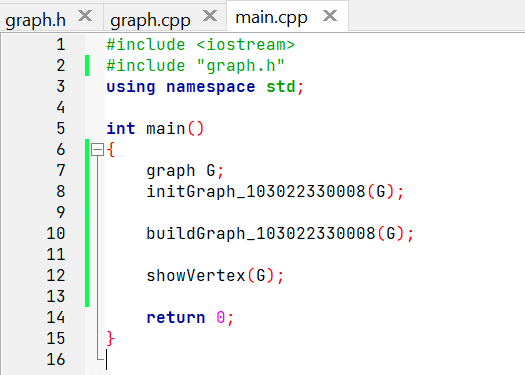 graph.h × graph.cpp × main.cpp ×
1 #include <iostream>
2 #include "graph.h"
3 using namespace std;
4
5 int main()
6 {
7 graph G;
8 initGraph_103022330008(G);
9
10 buildGraph_103022330008(G);
11
12 showVertex(G);
13
14 return 0;
15 }
16